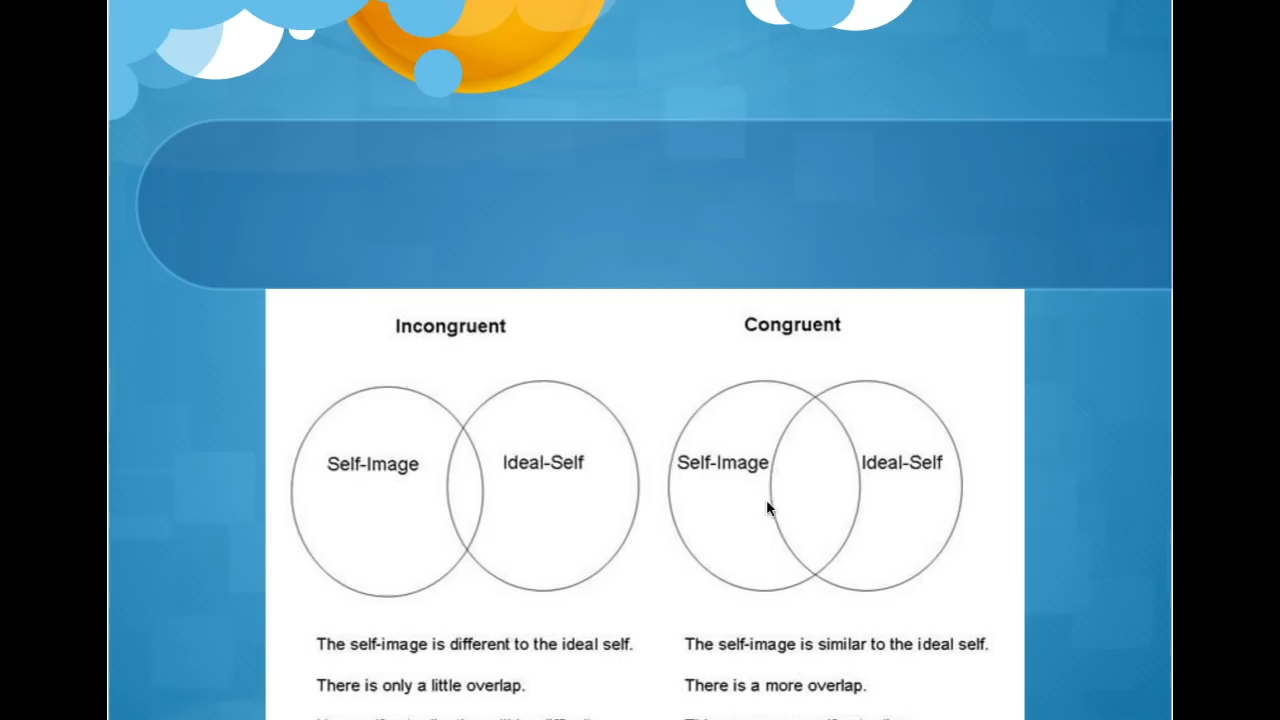 Incongruent
Congruent
Self-Image
Ideal-Self
Self-Image
Ideal-Self
The self-image is different to the ideal self.
The self-image is similar to the ideal self.
There is only a little overlap.
There is a more overlap.